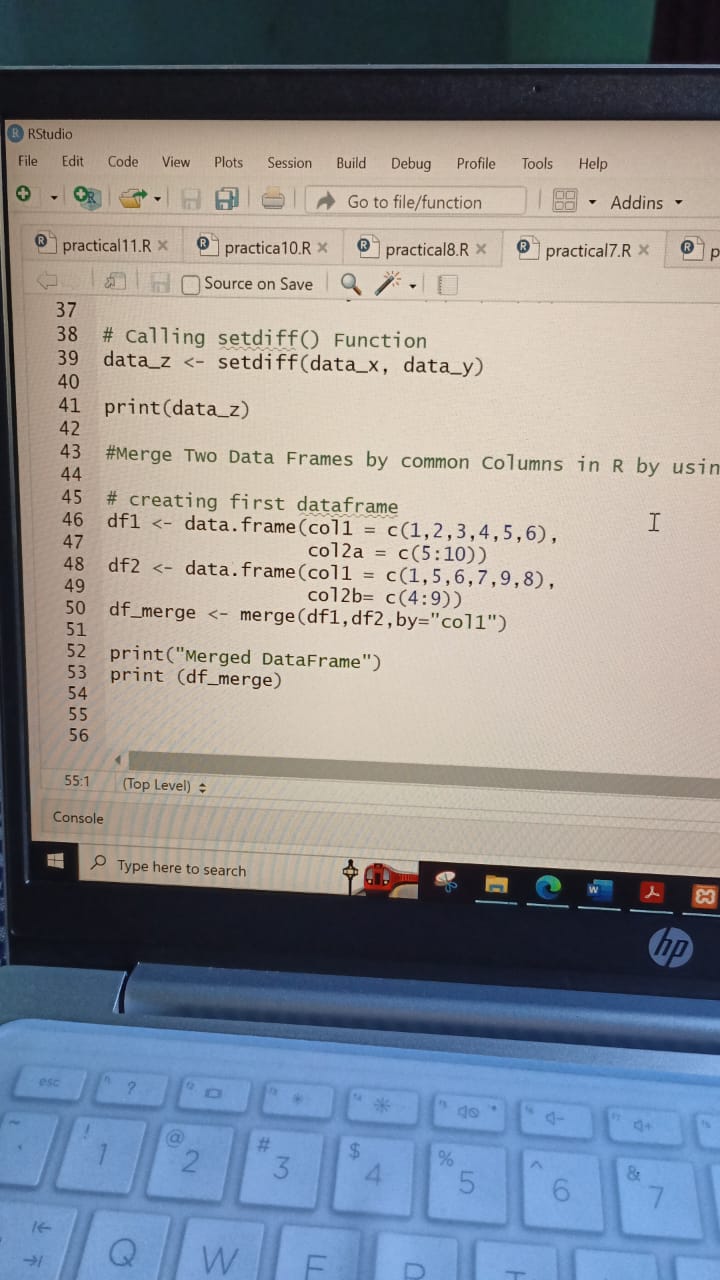 RStudio
File Edit Code View Plots Session Build Debug Profile Tools Help
Go to file/function Addins
practical11.R practica10.R practical8.R practical7.R
Source on Save
37
38 # Calling setdiff() Function
39 data_z <- setdiff(data_x, data_y)
40
41 print(data_z)
42
43 #Merge Two Data Frames by common Columns in R by usin
44
45 # creating first dataframe
46 df1 <- data.frame(col1 = c(1,2,3,4,5,6),
47 col2a = c(5:10))
48 df2 <- data.frame(col1 = c(1,5,6,7,9,8),
49 col2b= c(4:9))
50 df_merge <- merge(df1,df2,by="col1")
51
52 print("Merged DataFrame")
53 print (df_merge)
54
55
56
55:1 (Top Level)
Console
Type here to search
hp
esc ?
! @ # $ % ^ &
1 2 3 4 5 6 7
Q W